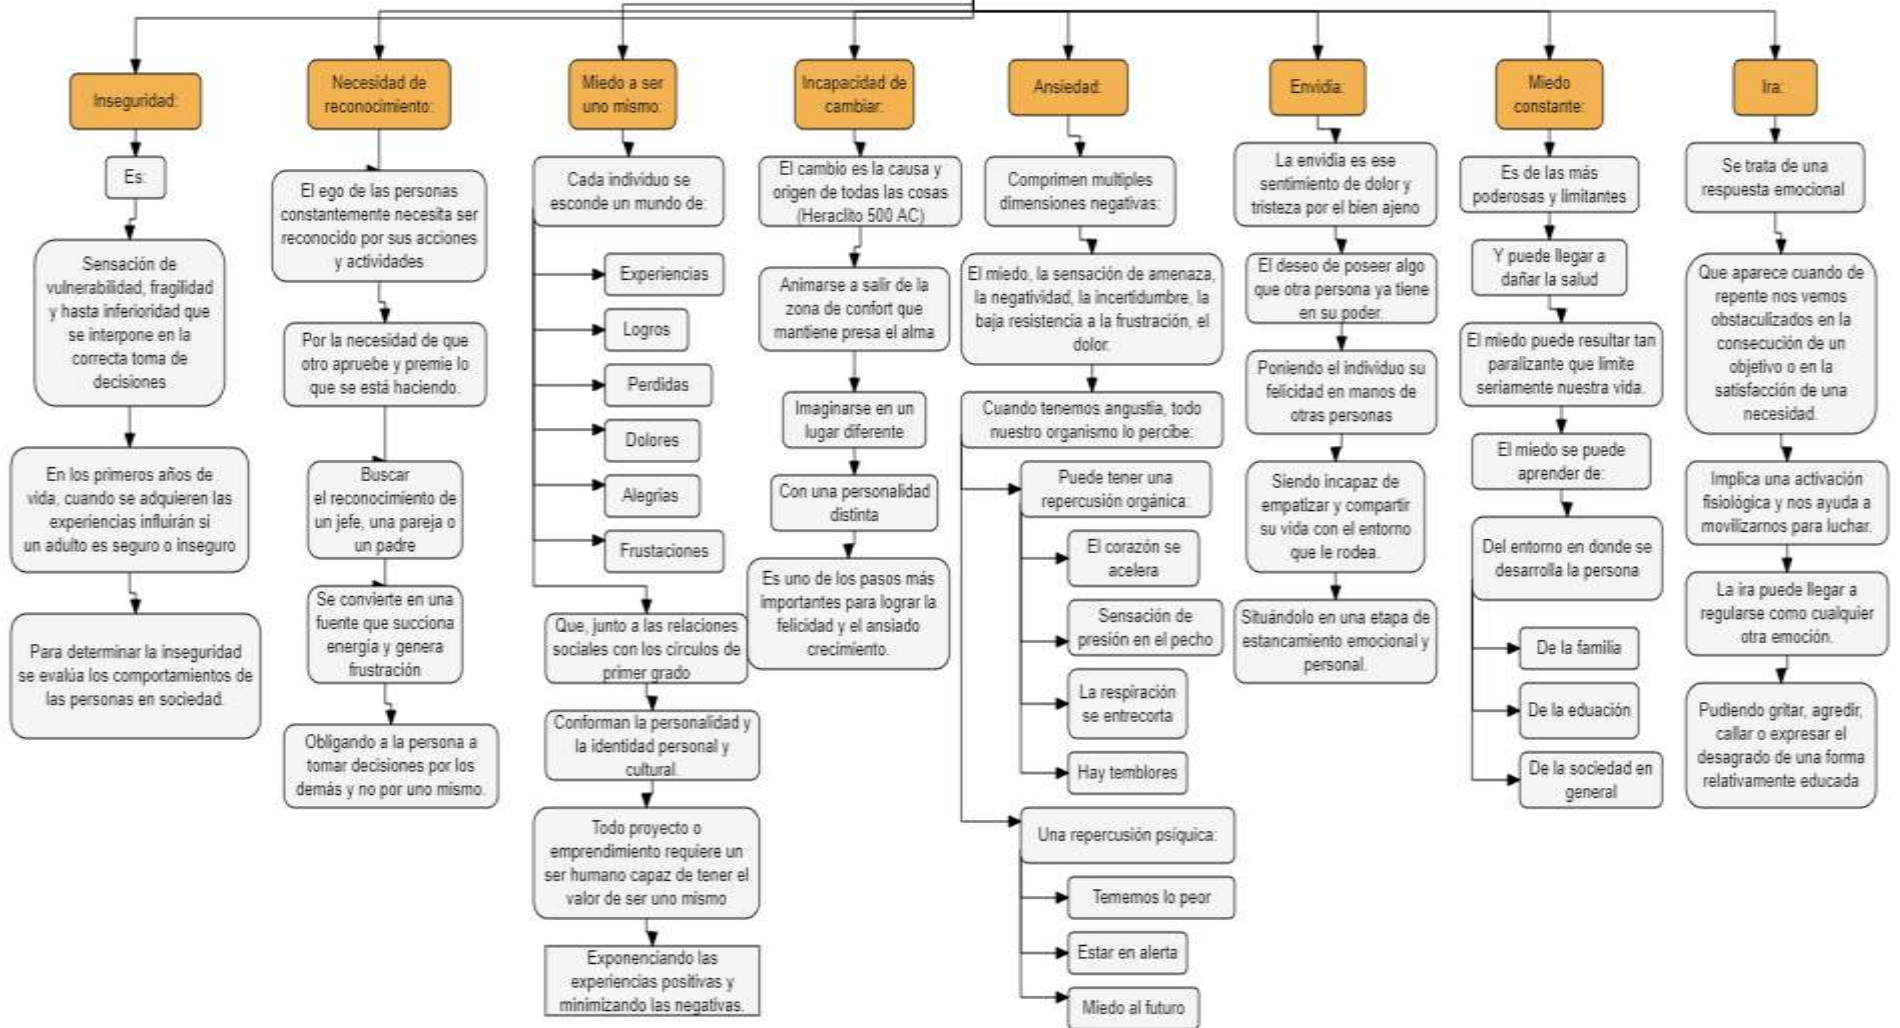 Inseguridad:
Es:
Sensación de
vulnerabilidad, fragilidad
y hasta inferioridad que
se interpone en la
correcta toma de
decisiones
En los primeros años de
vida, cuando se adquieren las
experiencias influirán si
un adulto es seguro o inseguro
Para determinar la inseguridad
se evalúa los comportamientos de
las personas en sociedad.
Necesidad de
reconocimiento:
El ego de las personas
constantemente necesita ser
reconocido por sus acciones
y actividades
Por la necesidad de que
otro apruebe y premie lo
que se está haciendo.
Buscar
el reconocimiento de
un jefe, una pareja o
un padre
Se convierte en una
fuente que succiona
energía y genera
frustración
Obligando a la persona a
tomar decisiones por los
demás y no por uno mismo.
Miedo a ser
uno mismo:
Cada individuo se
esconde un mundo de:
Experiencias
Logros
Perdidas
Dolores
Alegrias
Frustaciones
Que, junto a las relaciones
sociales con los círculos de
primer grado
Conforman la personalidad y
la identidad personal y
cultural.
Todo proyecto o
emprendimiento requiere un
ser humano capaz de tener el
valor de ser uno mismo
Exponenciando las
experiencias positivas y
minimizando las negativas.
Incapacidad de
cambiar:
El cambio es la causa y
origen de todas las cosas
(Heraclito 500 AC)
Animarse a salir de la
zona de confort que
mantiene presa el alma
Imaginarse en un
lugar diferente
Con una personalidad
distinta
Es uno de los pasos más
importantes para lograr la
felicidad y el ansiado
crecimiento.
Ansiedad:
Comprimen multiples
dimensiones negativas:
El miedo, la sensación de amenaza,
la negatividad, la incertidumbre, la
baja resistencia a la frustración, el
dolor.
Cuando tenemos angustia, todo
nuestro organismo lo percibe:
Puede tener una
repercusión orgánica:
El corazón se
acelera
Sensación de
presión en el pecho
La respiración
se entrecorta
Hay temblores
Una repercusión psíquica:
Tememos lo peor
Estar en alerta
Miedo al futuro
Envidia:
La envidia es ese
sentimiento de dolor y
tristeza por el bien ajeno
El deseo de poseer algo
que otra persona ya tiene
en su poder.
Poniendo el individuo su
felicidad en manos de
otras personas
Siendo incapaz de
empatizar y compartir
su vida con el entorno
que le rodea.
Situándolo en una etapa de
estancamiento emocional y
personal.
Miedo
constante:
Es de las más
poderosas y limitantes
Y puede llegar a
dañar la salud
El miedo puede resultar tan
paralizante que limite
seriamente nuestra vida.
El miedo se puede
aprender de:
Del entorno en donde se
desarrolla la persona
De la familia
De la eduación
De la sociedad en
general
Ira:
Se trata de una
respuesta emocional
Que aparece cuando de
repente nos vemos
obstaculizados en la
consecución de un
objetivo o en la
satisfacción de una
necesidad.
Implica una activación
fisiológica y nos ayuda a
movilizarnos para luchar.
La ira puede llegar a
regularse como cualquier
otra emoción.
Pudiendo gritar, agredir,
callar o expresar el
desagrado de una forma
relativamente educada